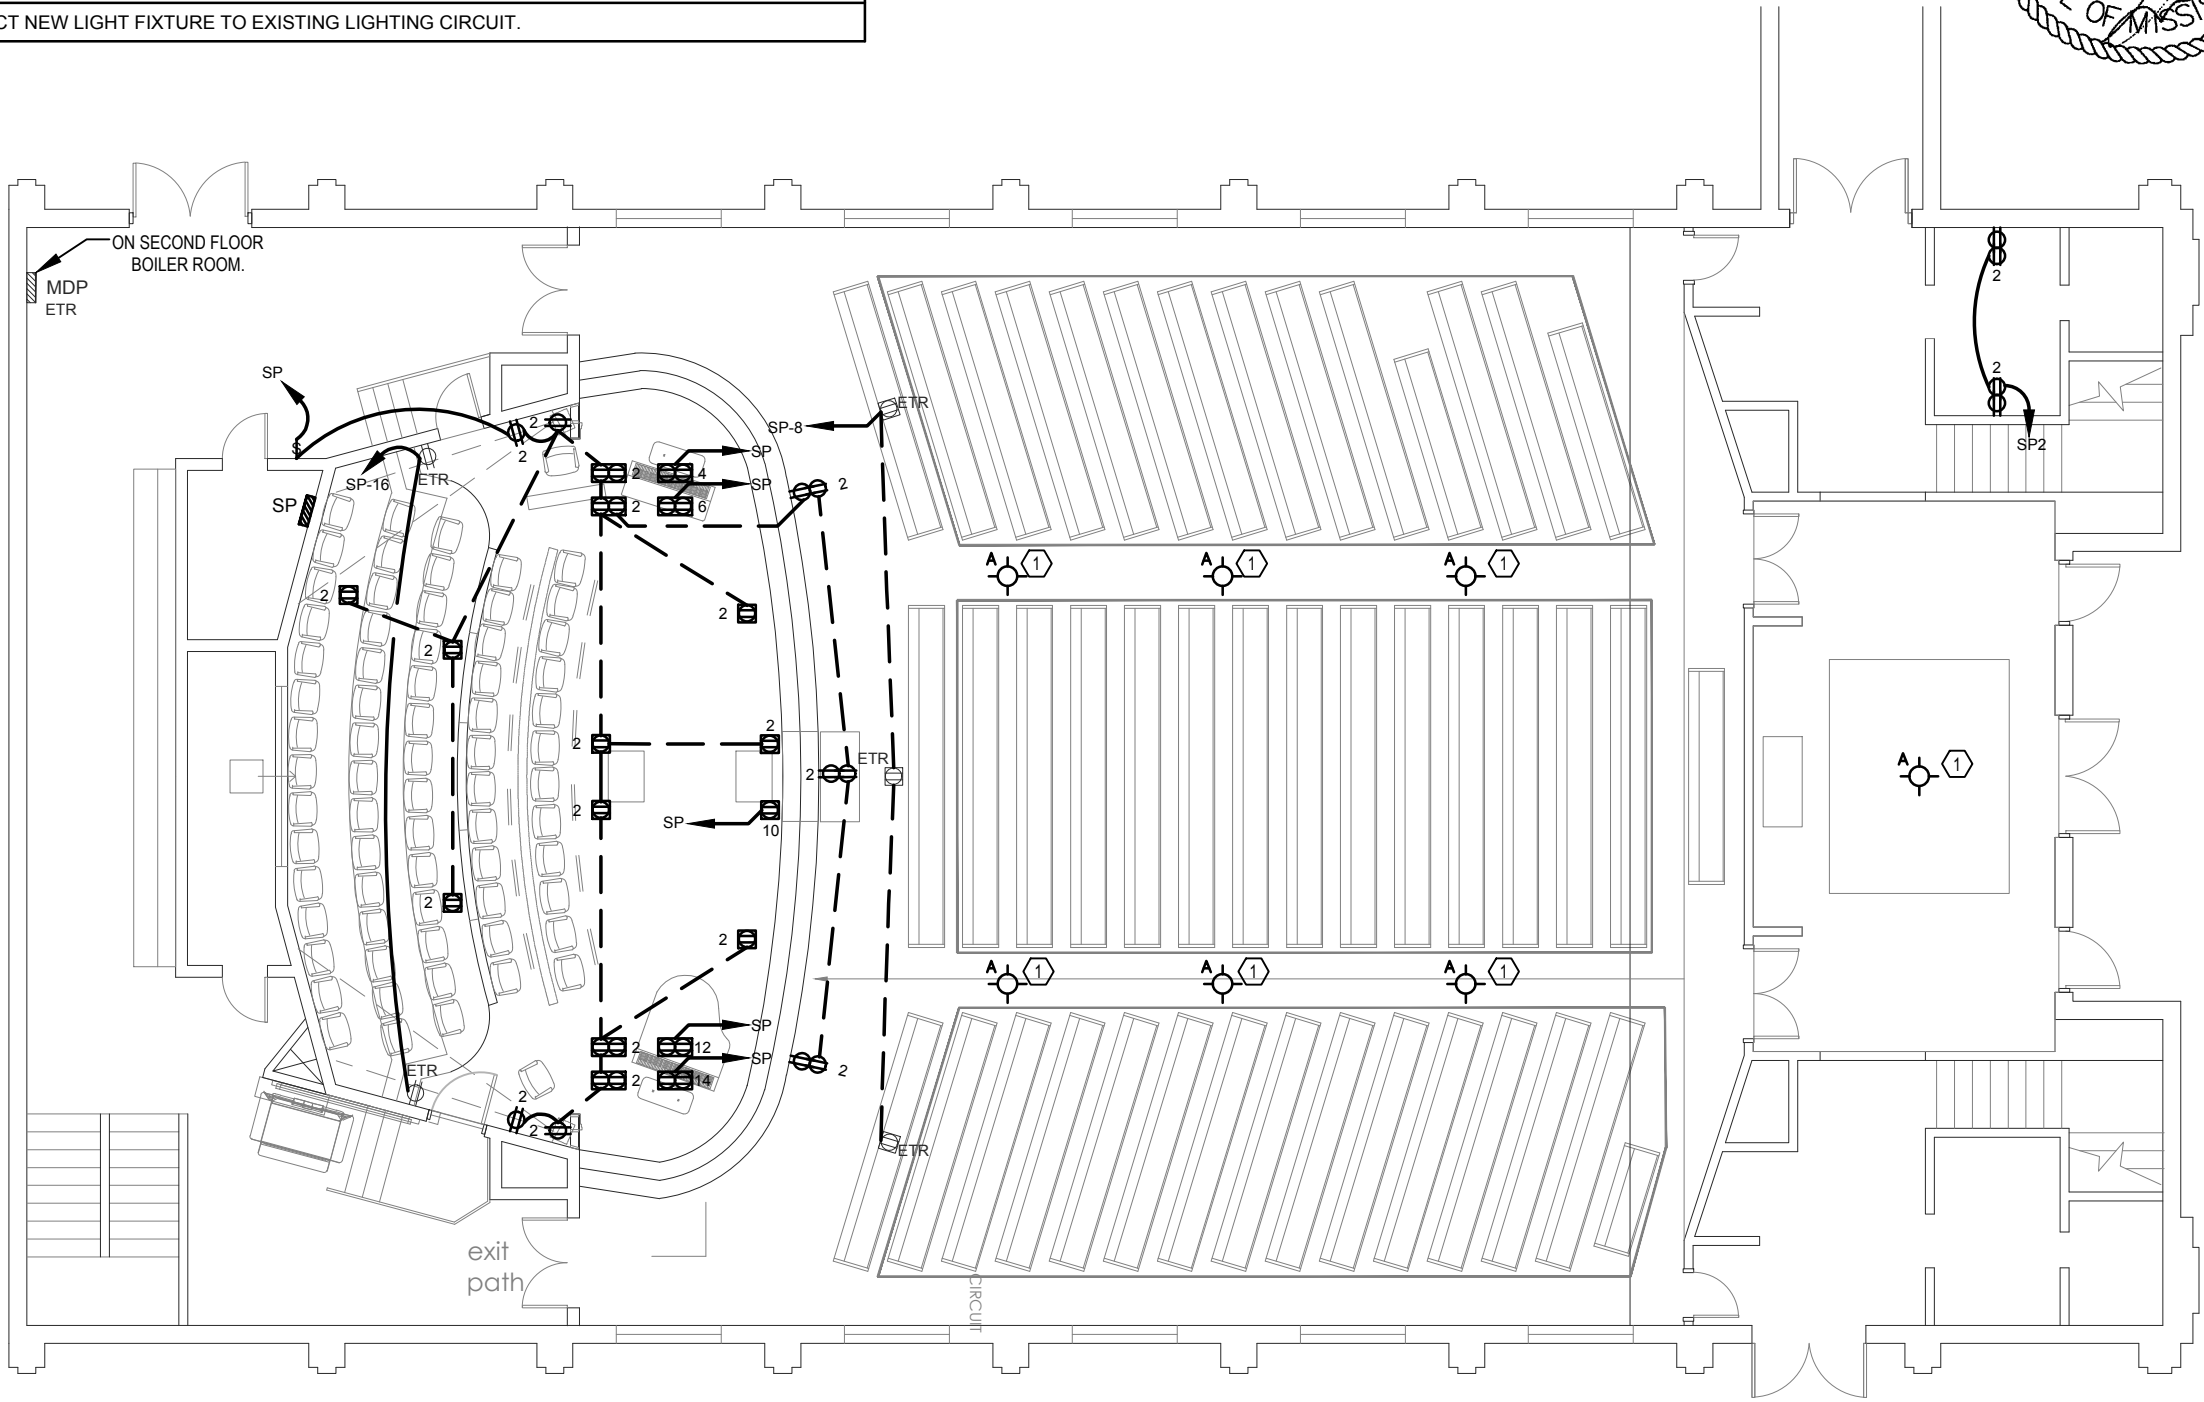 CT NEW LIGHT FIXTURE TO EXISTING LIGHTING CIRCUIT.
OF MISSI
ON SECOND FLOOR
BOILER ROOM.
MDP
ETR
2
2
SP2
SP
S
2
2
ETR
SP-16
SP
SP-8
ETR
2
4
SP
2
6
SP
2
A 1
A 1
A 1
2
2
2
2
2
2
ETR
2
A 1
2
SP
10
2
2
A 1
A 1
A 1
2
12
SP
2
14
SP
2
ETR
2
2
ETR
exit
path
CIRCUIT